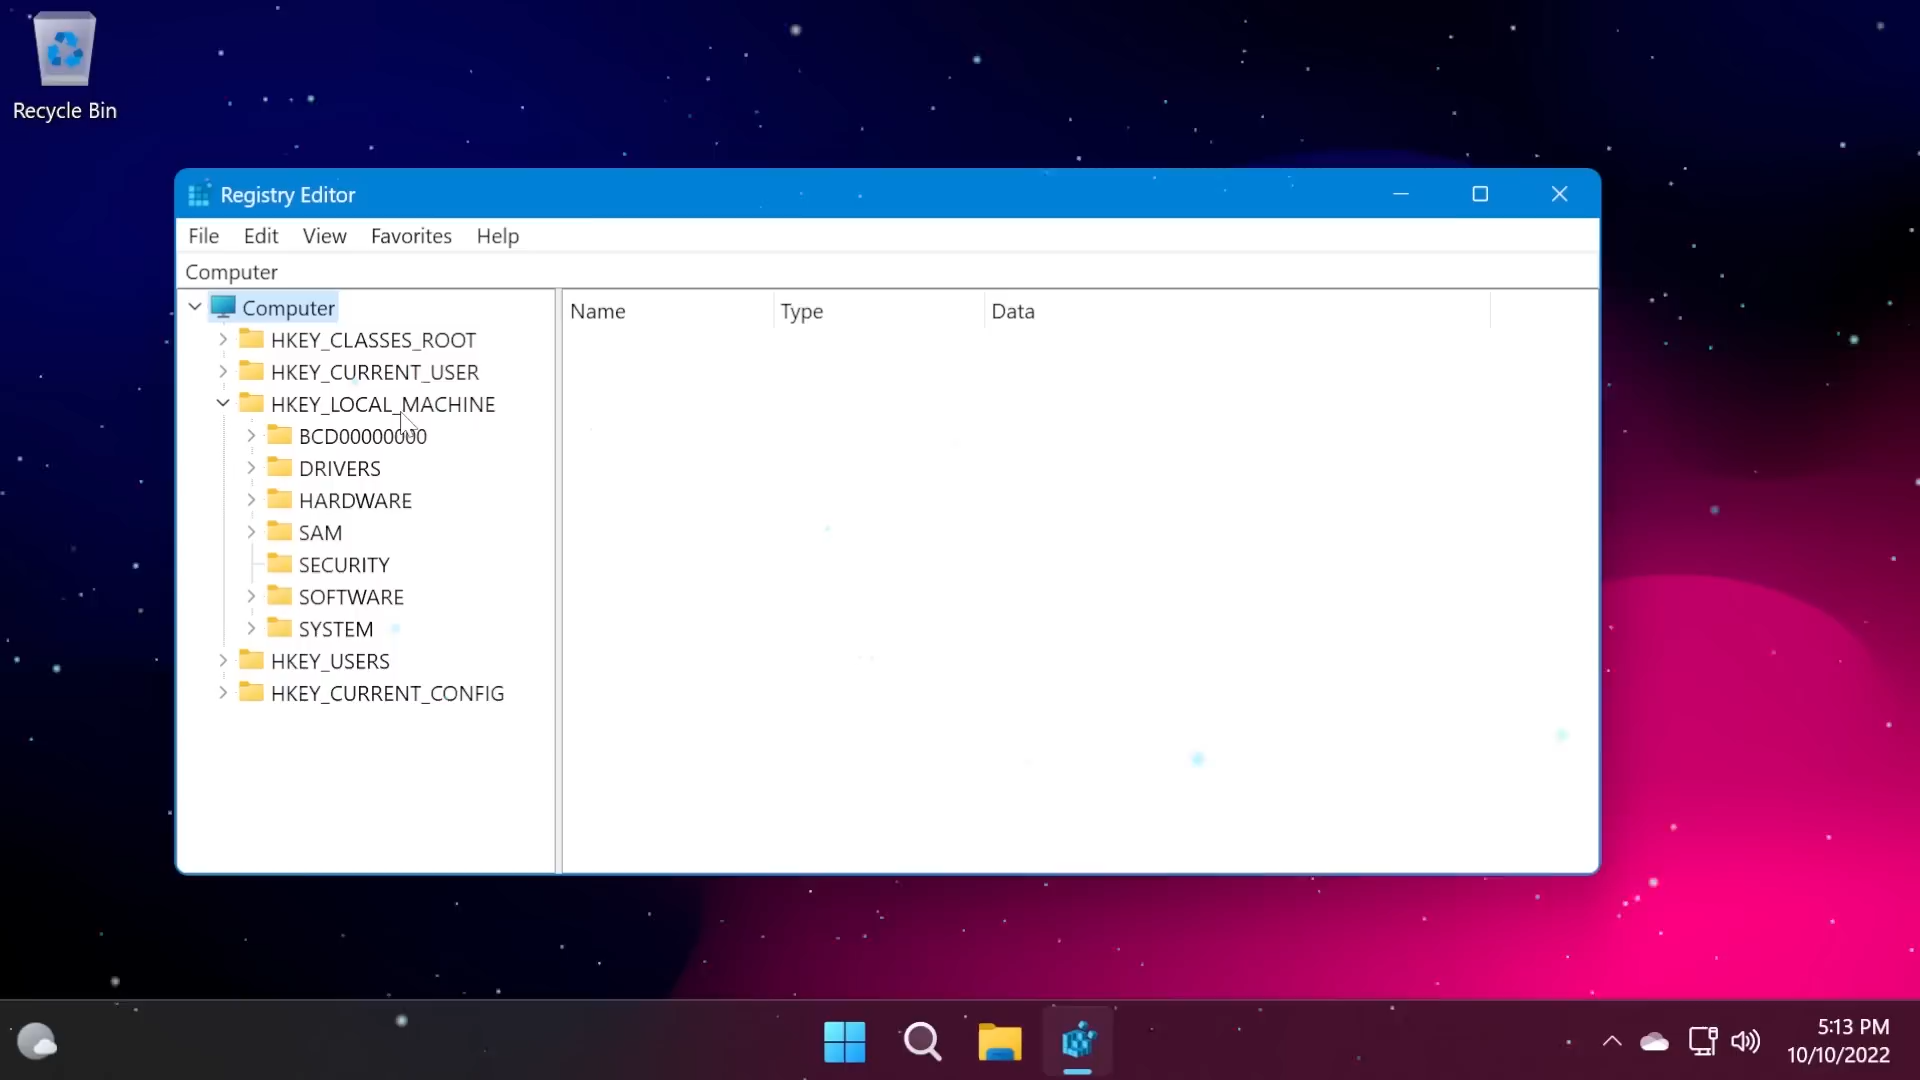 Recycle Bin
Registry Editor
File Edit View Favorites Help
Computer
Computer
HKEY_CLASSES_ROOT
HKEY_CURRENT_USER
HKEY_LOCAL_MACHINE
BCD00000000
DRIVERS
HARDWARE
SAM
SECURITY
SOFTWARE
SYSTEM
HKEY_USERS
HKEY_CURRENT_CONFIG
Name Type Data
5:13 PM
10/10/2022